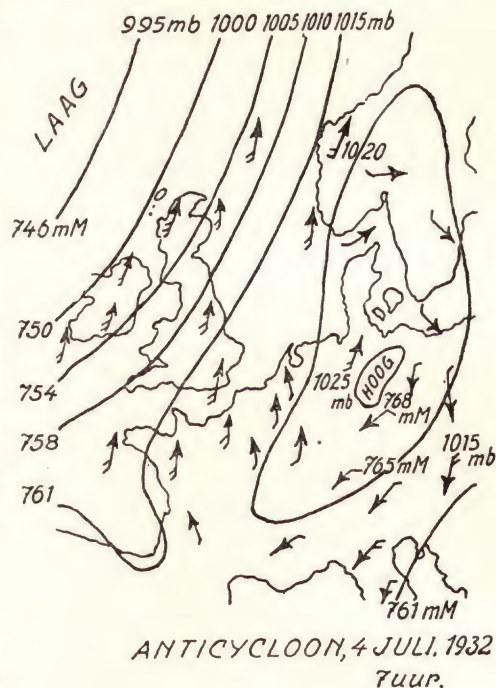 995mb 1000 1005 1010 1015mb
LAAG
1020
746mM
750
754
758
761
1025
mb
HOOG
768
mM
765mM
1015
mb
761mM
ANTICYCLOON, 4 JULI. 1932
7uur.